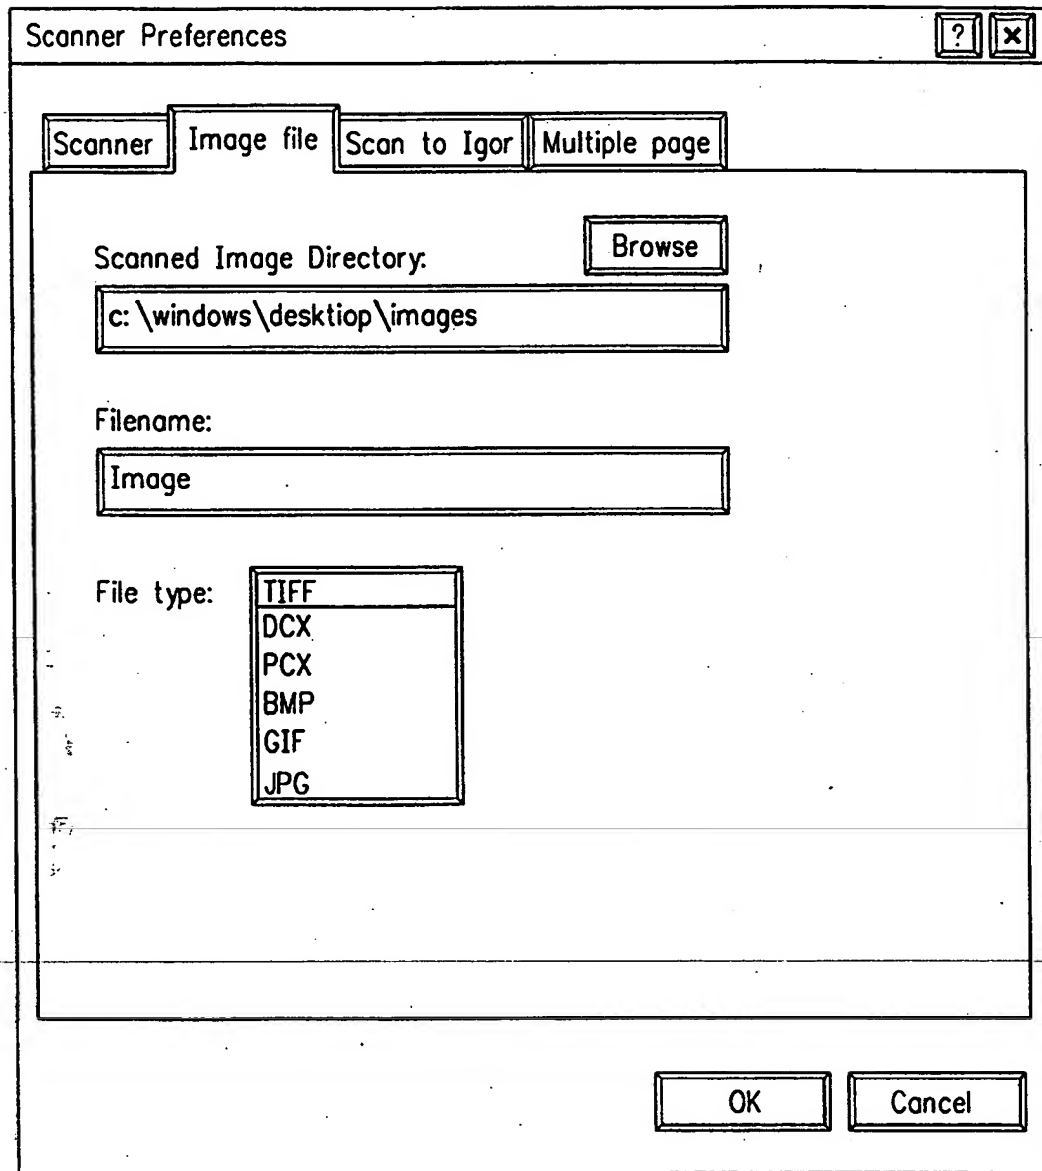 Scanner Preferences ? ×
Scanner Image file Scan to Igor Multiple page
Scanned Image Directory: Browse
c:\windows\desktiop\images
Filename:
Image
File type: TIFF
DCX
PCX
BMP
GIF
JPG
OK Cancel